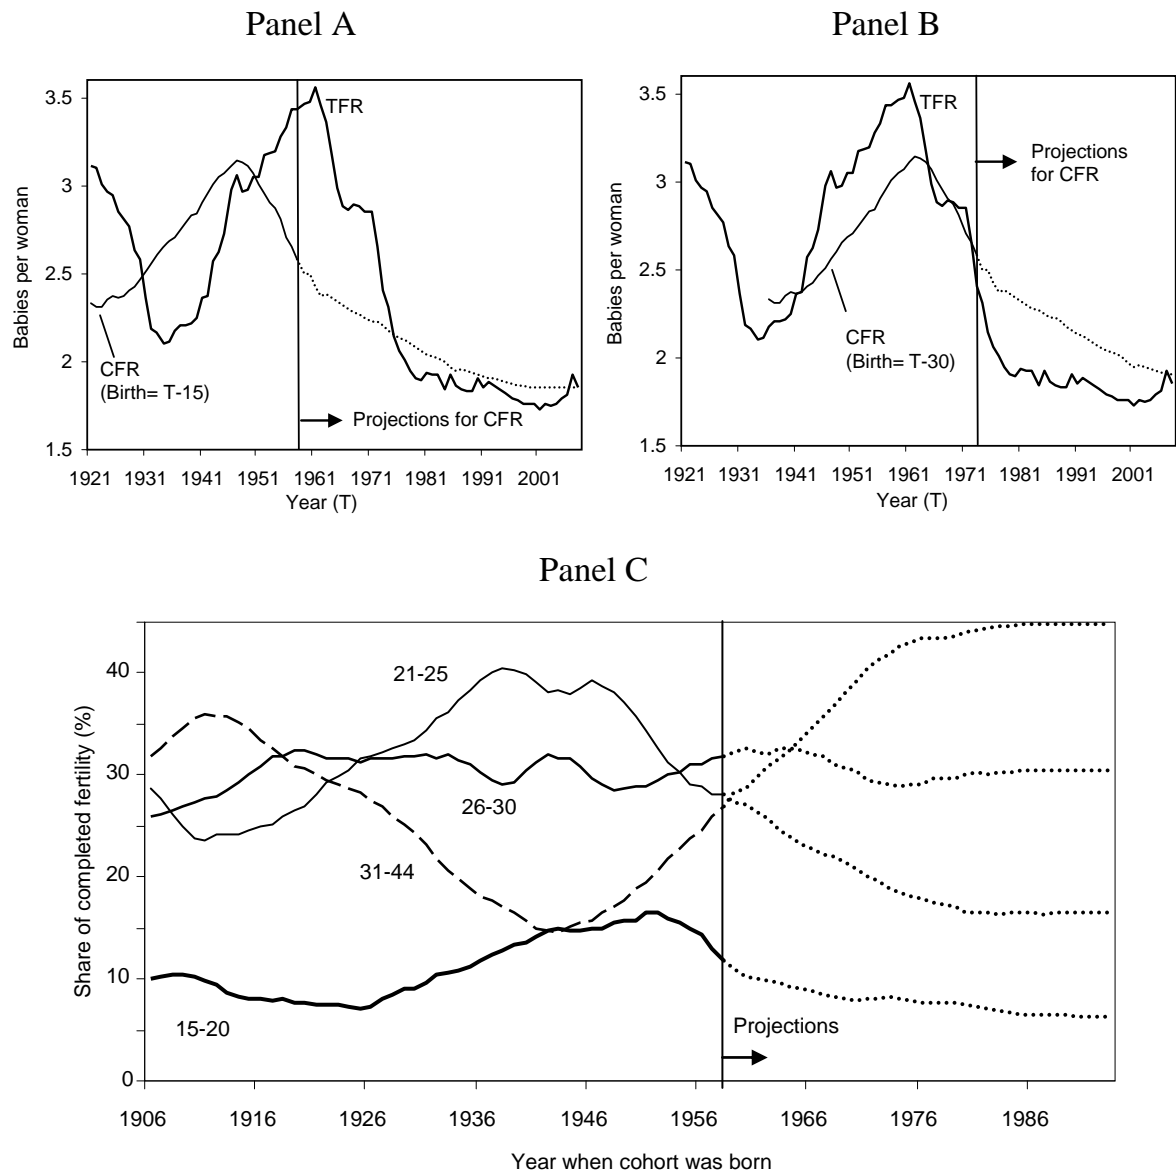 Panel A
3.5
3
2.5
2
1.5
Babies per woman
TFR
CFR
(Birth= T-15)
Projections for CFR
1921 1931 1941 1951 1961 1971 1981 1991 2001
Year (T)
Panel B
3.5
3
2.5
2
1.5
Babies per woman
TFR
Projections
for CFR
CFR
(Birth= T-30)
1921 1931 1941 1951 1961 1971 1981 1991 2001
Year (T)
Panel C
40
30
20
10
0
Share of completed fertility (%)
21-25
26-30
31-44
15-20
Projections
1906 1916 1926 1936 1946 1956 1966 1976 1986
Year when cohort was born